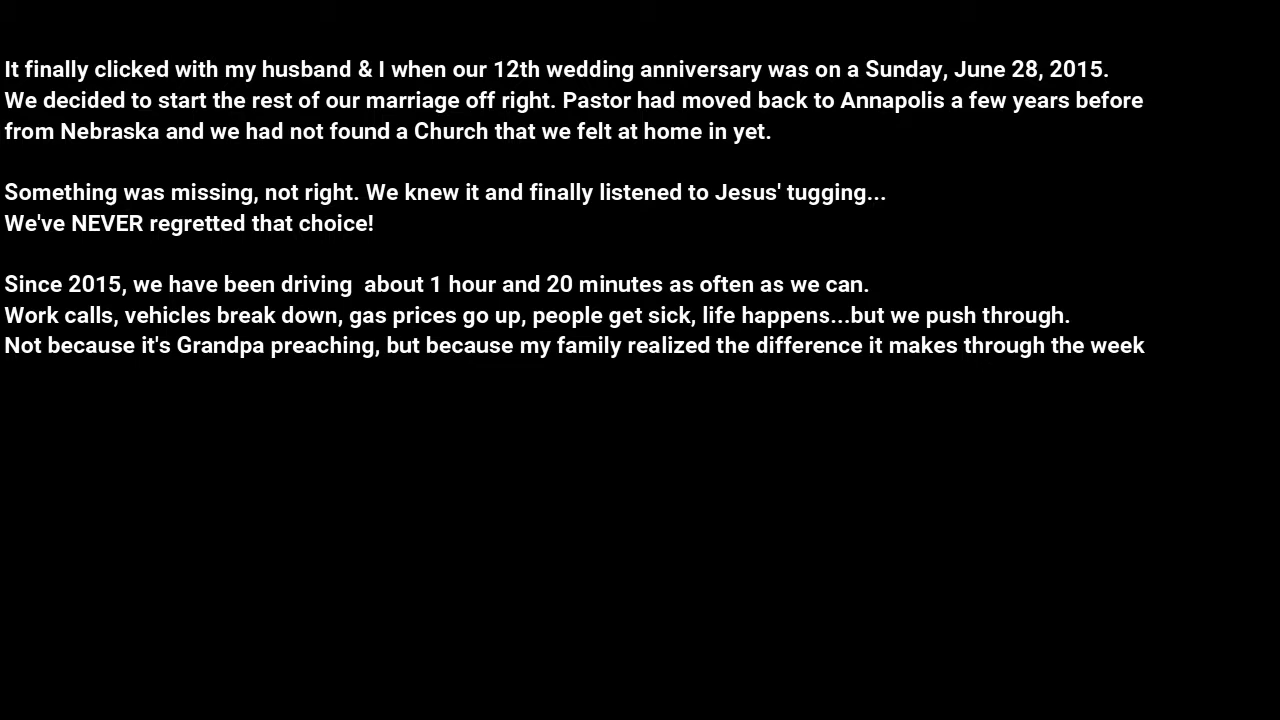 It finally clicked with my husband & I when our 12th wedding anniversary was on a Sunday, June 28, 2015.
We decided to start the rest of our marriage off right. Pastor had moved back to Annapolis a few years before
from Nebraska and we had not found a Church that we felt at home in yet.
Something was missing, not right. We knew it and finally listened to Jesus' tugging...
We've NEVER regretted that choice!
Since 2015, we have been driving  about 1 hour and 20 minutes as often as we can.
Work calls, vehicles break down, gas prices go up, people get sick, life happens...but we push through.
Not because it's Grandpa preaching, but because my family realized the difference it makes through the week